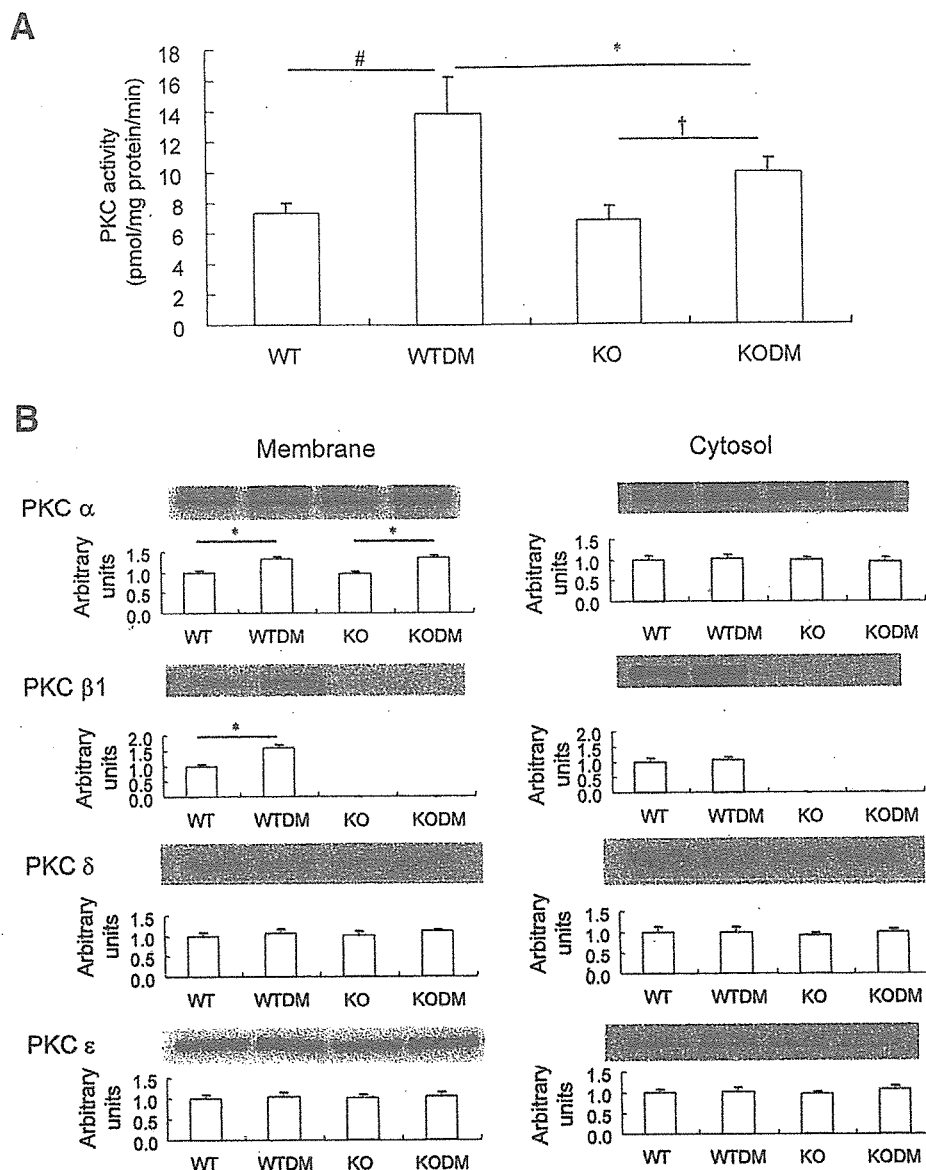 A
PKC activity
(pmol/mg protein/min)
18
16
14
12
10
8
6
4
2
0
#
*
†
WT WTDM KO KODM
B
Membrane Cytosol
PKC α
Arbitrary
units
1.5
1.0
0.5
0.0
* *
WT WTDM KO KODM
Arbitrary
units
1.5
1.0
0.5
0.0
WT WTDM KO KODM
PKC β1
Arbitrary
units
2.0
1.5
1.0
0.5
0.0
*
WT WTDM KO KODM
Arbitrary
units
2.0
1.5
1.0
0.5
0.0
WT WTDM KO KODM
PKC δ
Arbitrary
units
1.5
1.0
0.5
0.0
WT WTDM KO KODM
Arbitrary
units
1.5
1.0
0.5
0.0
WT WTDM KO KODM
PKC ε
Arbitrary
units
1.5
1.0
0.5
0.0
WT WTDM KO KODM
Arbitrary
units
1.5
1.0
0.5
0.0
WT WTDM KO KODM